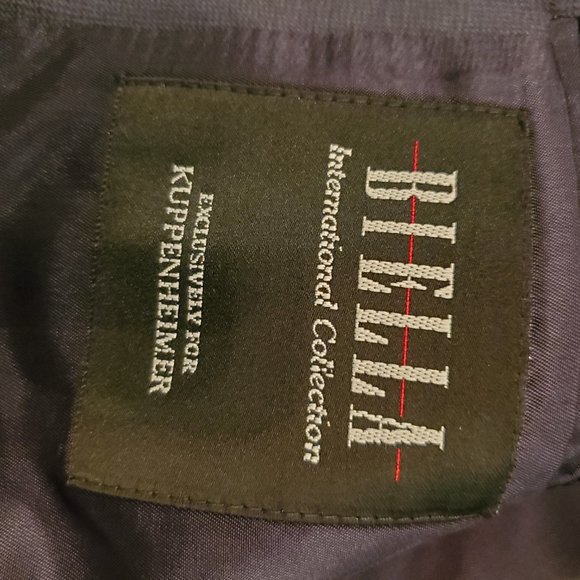 BIELLA
International Collection
EXCLUSIVELY FOR
KUPPENHEIMER